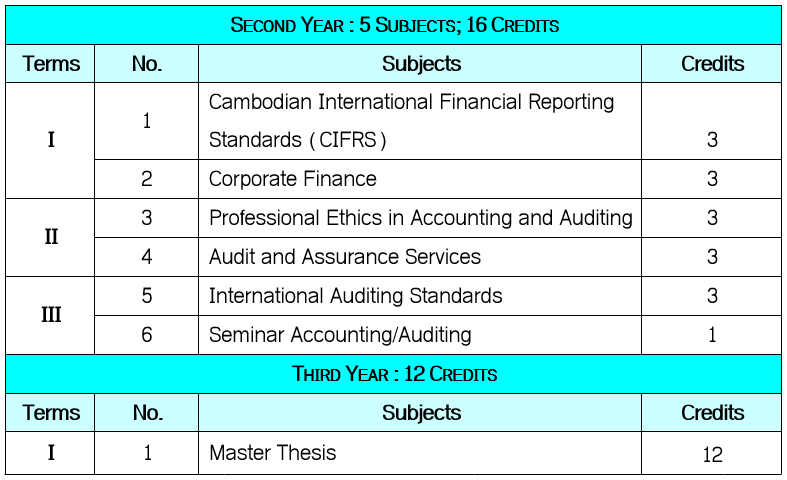 SECOND YEAR : 5 SUBJECTS; 16 CREDITS
Terms No. Subjects Credits
I 1 Cambodian International Financial Reporting
Standards (CIFRS) 3
2 Corporate Finance 3
II 3 Professional Ethics in Accounting and Auditing 3
4 Audit and Assurance Services 3
III 5 International Auditing Standards 3
6 Seminar Accounting/Auditing 1
THIRD YEAR : 12 CREDITS
Terms No. Subjects Credits
I 1 Master Thesis 12